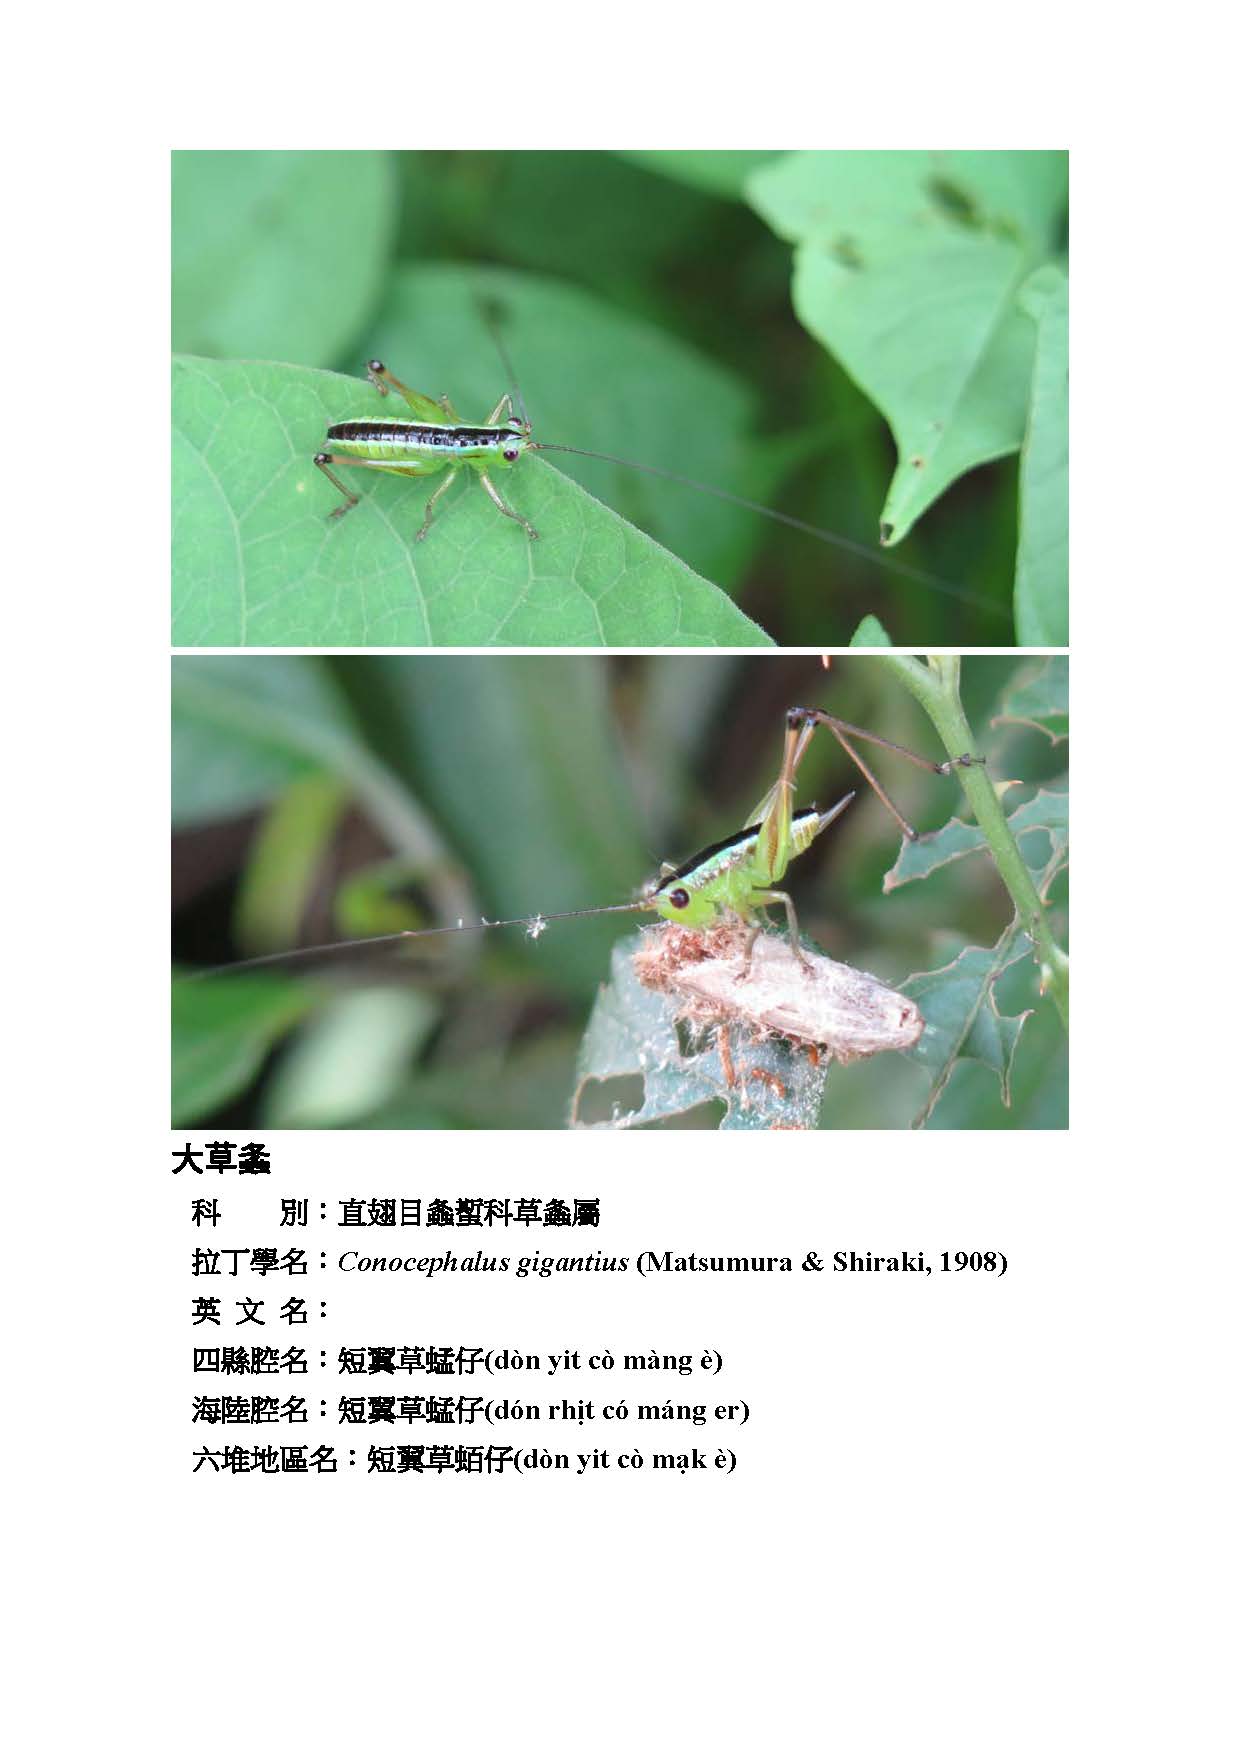 大草螽
科　　別：直翅目螽蟴科草螽屬
拉丁學名：Conocephalus gigantius (Matsumura & Shiraki, 1908)
英 文 名：
四縣腔名：短翼草蜢仔(dòn yit cò màng è)
海陸腔名：短翼草蜢仔(dón rhịt có máng er)
六堆地區名：短翼草蛨仔(dòn yit cò mạk è)